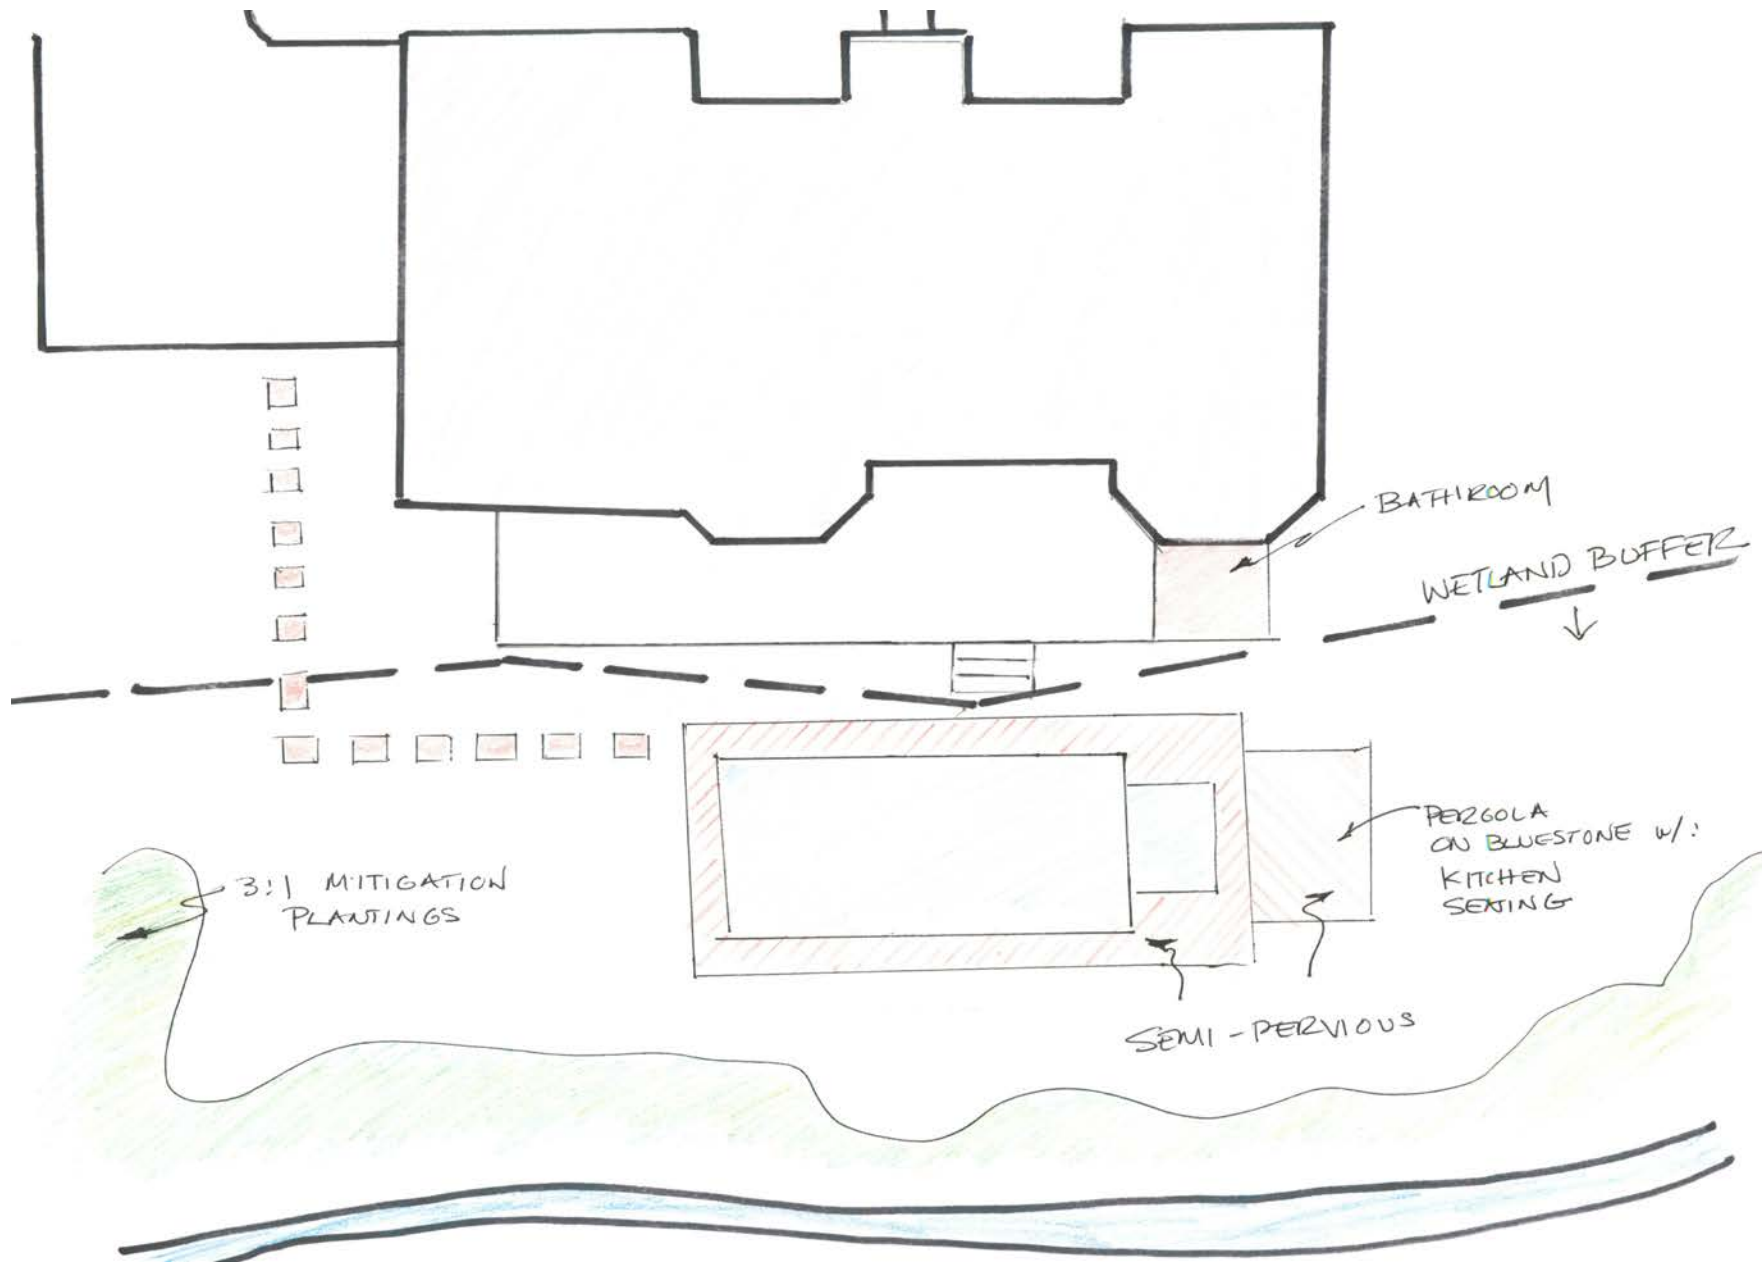 BATHROOM
WETLAND BUFFER
PERGOLA
ON BLUESTONE W/:
KITCHEN
SEATING
3:1 MITIGATION
PLANTINGS
SEMI-PERVIOUS